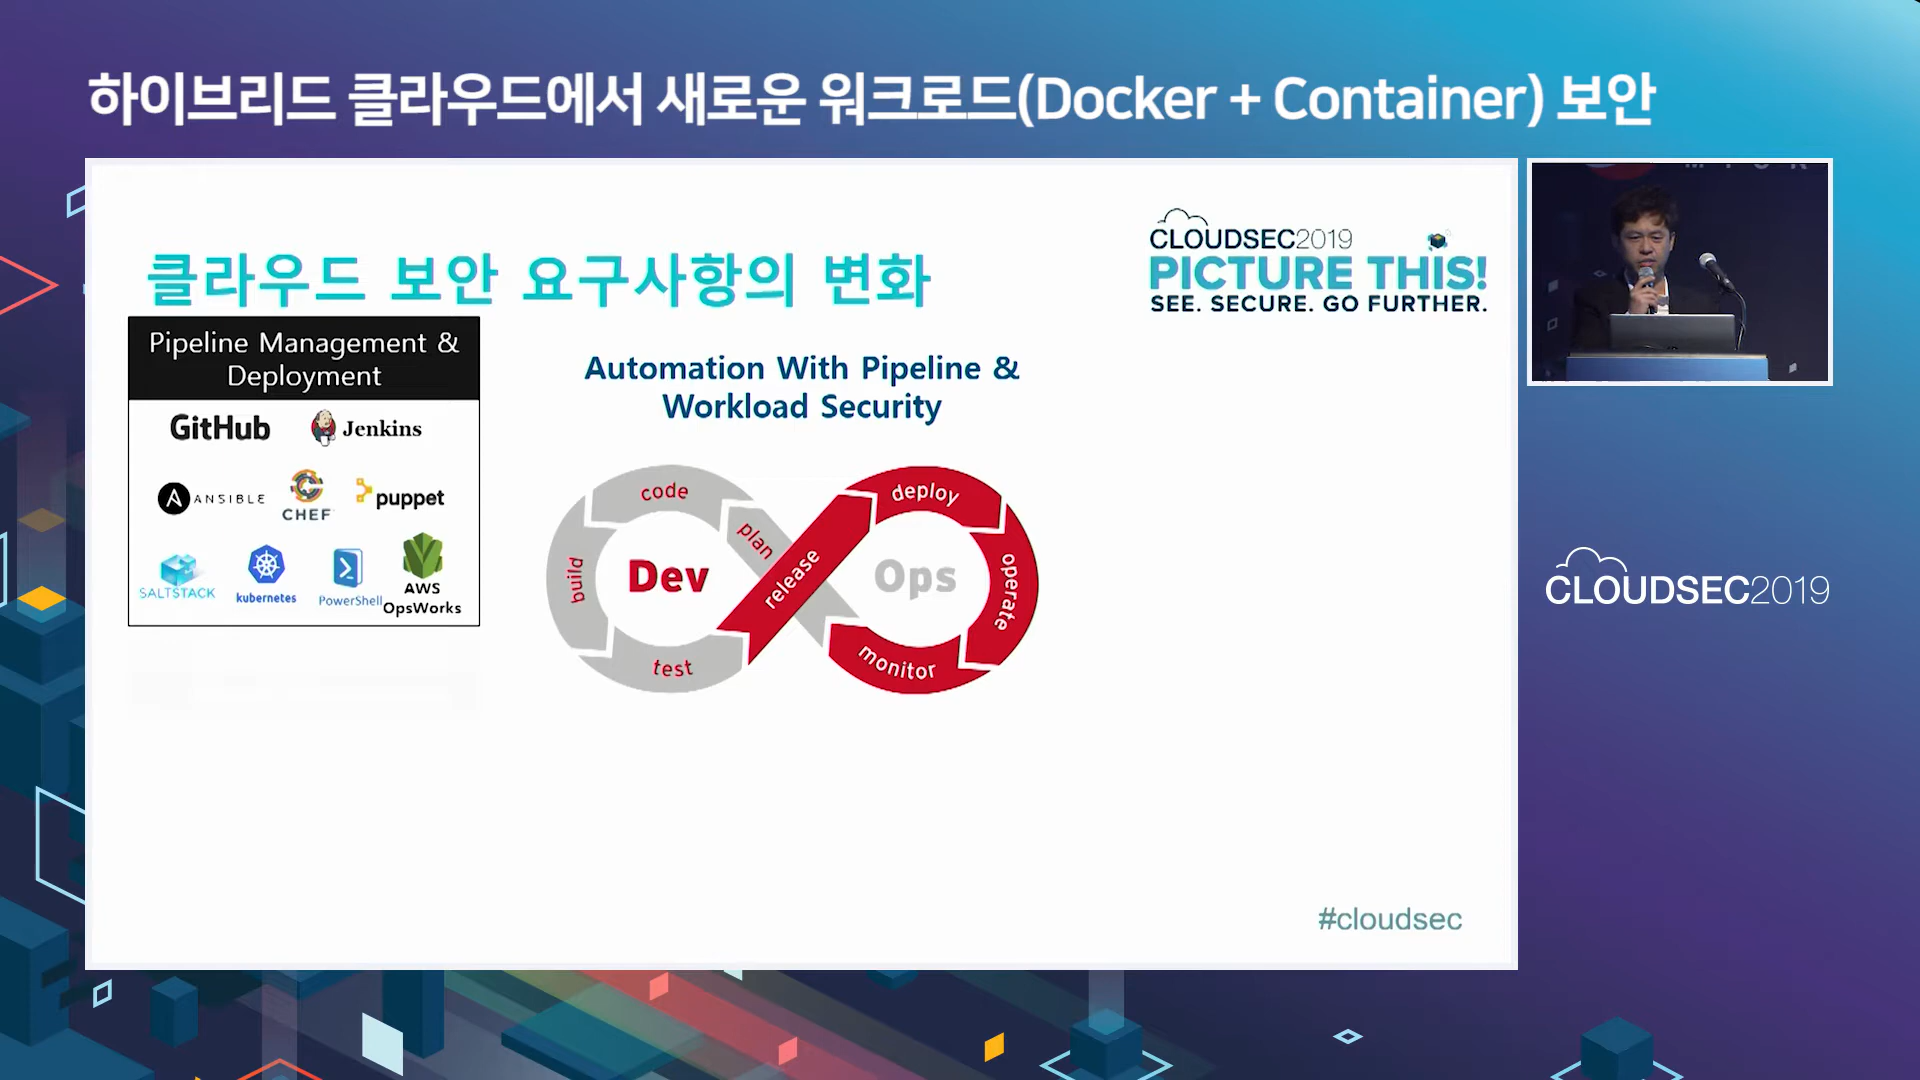 하이브리드 클라우드에서 새로운 워크로드(Docker + Container) 보안
클라우드 보안 요구사항의 변화
CLOUDSEC2019
PICTURE THIS!
SEE. SECURE. GO FURTHER.
Pipeline Management &
Deployment
GitHub
Jenkins
ANSIBLE
CHEF
puppet
SALTSTACK
kubernetes
PowerShell
AWS
OpsWorks
Automation With Pipeline &
Workload Security
code
plan
build
test
Dev
release
deploy
Ops
operate
monitor
#cloudsec
CLOUDSEC2019